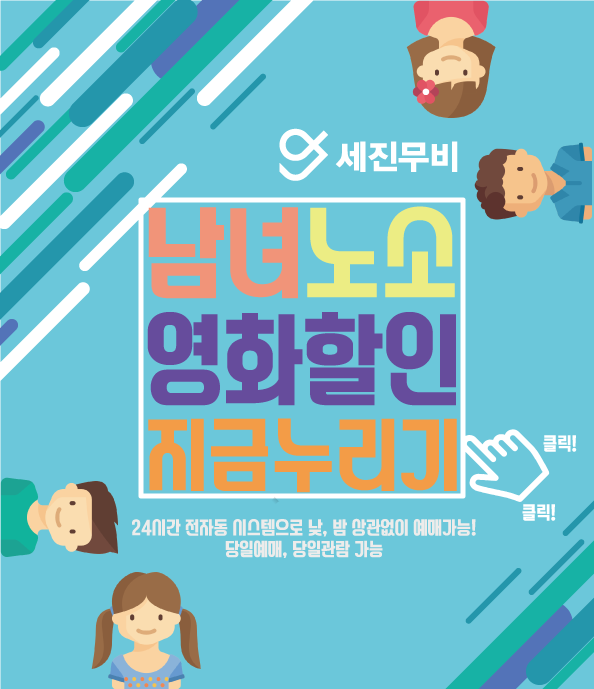 세진무비
남녀노소
영화할인
지금누리기
클릭!
클릭!
24시간 전자동 시스템으로 낮, 밤 상관없이 예매가능!
당일예매, 당일관람 가능